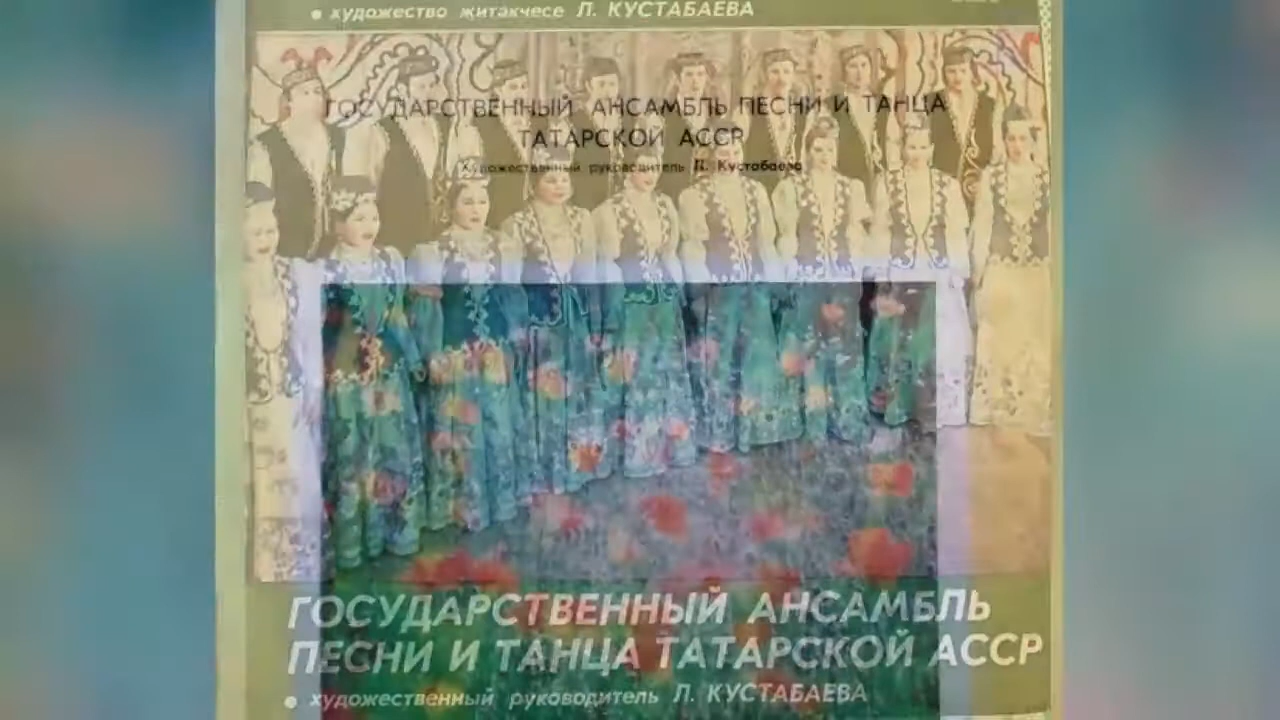 • художество җитәкчесе Л. КУСТАБАЕВА
ГОСУДАРСТВЕННЫЙ АНСАМБЛЬ ПЕСНИ И ТАНЦА
ТАТАРСКОЙ АССР
Художественный руководитель Л. Кустабаева
ГОСУДАРСТВЕННЫЙ АНСАМБЛЬ
ПЕСНИ И ТАНЦА ТАТАРСКОЙ АССР
• художественный руководитель Л. КУСТАБАЕВА